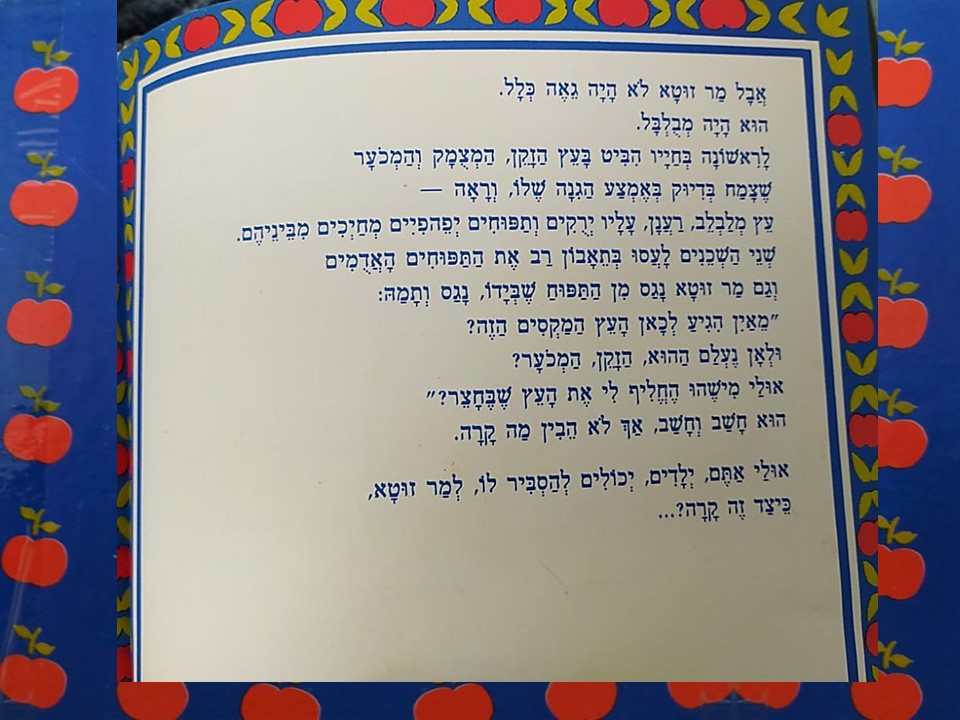 אֲבָל מַר זוּטָא לֹא הָיָה גֵאֶה כְּלָל.
הוּא הָיָה מְבֻלְבָּל.
לָרִאשׁוֹנָה בְּחַיָּיו הִבִּיט בָּעֵץ הַזָּקֵן, הַמְצֻמָּק וְהַמְכֹעָר
שֶׁצָּמַח בְּדִיּוּק בְּאֶמְצַע הַגִּנָּה שֶׁלּוֹ, וְרָאָה —
עֵץ מְלַבְלֵב, רַעֲנָן, עָלָיו יְרֻקִּים וְתַפּוּחִים יְפֵהפִיִּים מְחַיְּכִים מִבֵּינֵיהֶם.
שְׁנֵי הַשְּׁכֵנִים לָעֲסוּ בְּתֵאָבוֹן רַב אֶת הַתַּפּוּחִים הָאֲדֻמִּים
וְגַם מַר זוּטָא נָגַס מִן הַתַּפּוּחַ שֶׁבְּיָדוֹ, נָגַס וְתָמַהּ:
"מֵאַיִן הִגִּיעַ לְכָאן הָעֵץ הַמַּקְסִים הַזֶּה?
וּלְאָן נֶעְלַם הַהוּא, הַזָּקֵן, הַמְכֹעָר?
אוּלַי מִישֶׁהוּ הֶחֱלִיף לִי אֶת הָעֵץ שֶׁבֶּחָצֵר?"
הוּא חָשַׁב וְחָשַׁב, אַךְ לֹא הֵבִין מַה קָּרָה.
אוּלַי אַתֶּם, יְלָדִים, יְכוֹלִים לְהַסְבִּיר לוֹ, לְמַר זוּטָא,
כֵּיצַד זֶה קָרָה?...